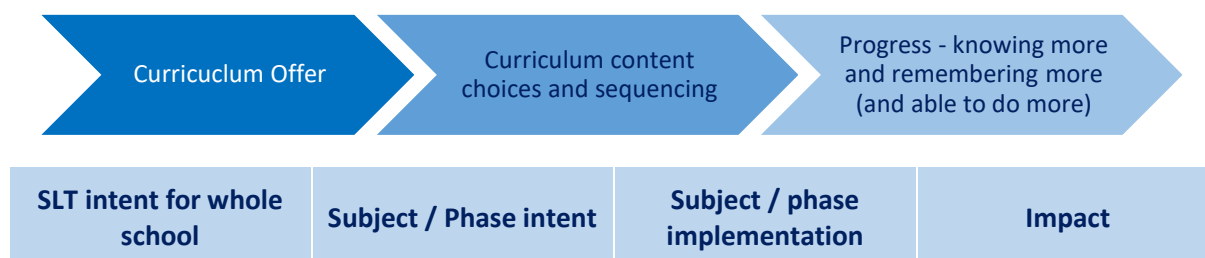 Curricuclum Offer
Curriculum content
choices and sequencing
Progress - knowing more
and remembering more
(and able to do more)
SLT intent for whole
school
Subject / Phase intent
Subject / phase
implementation
Impact